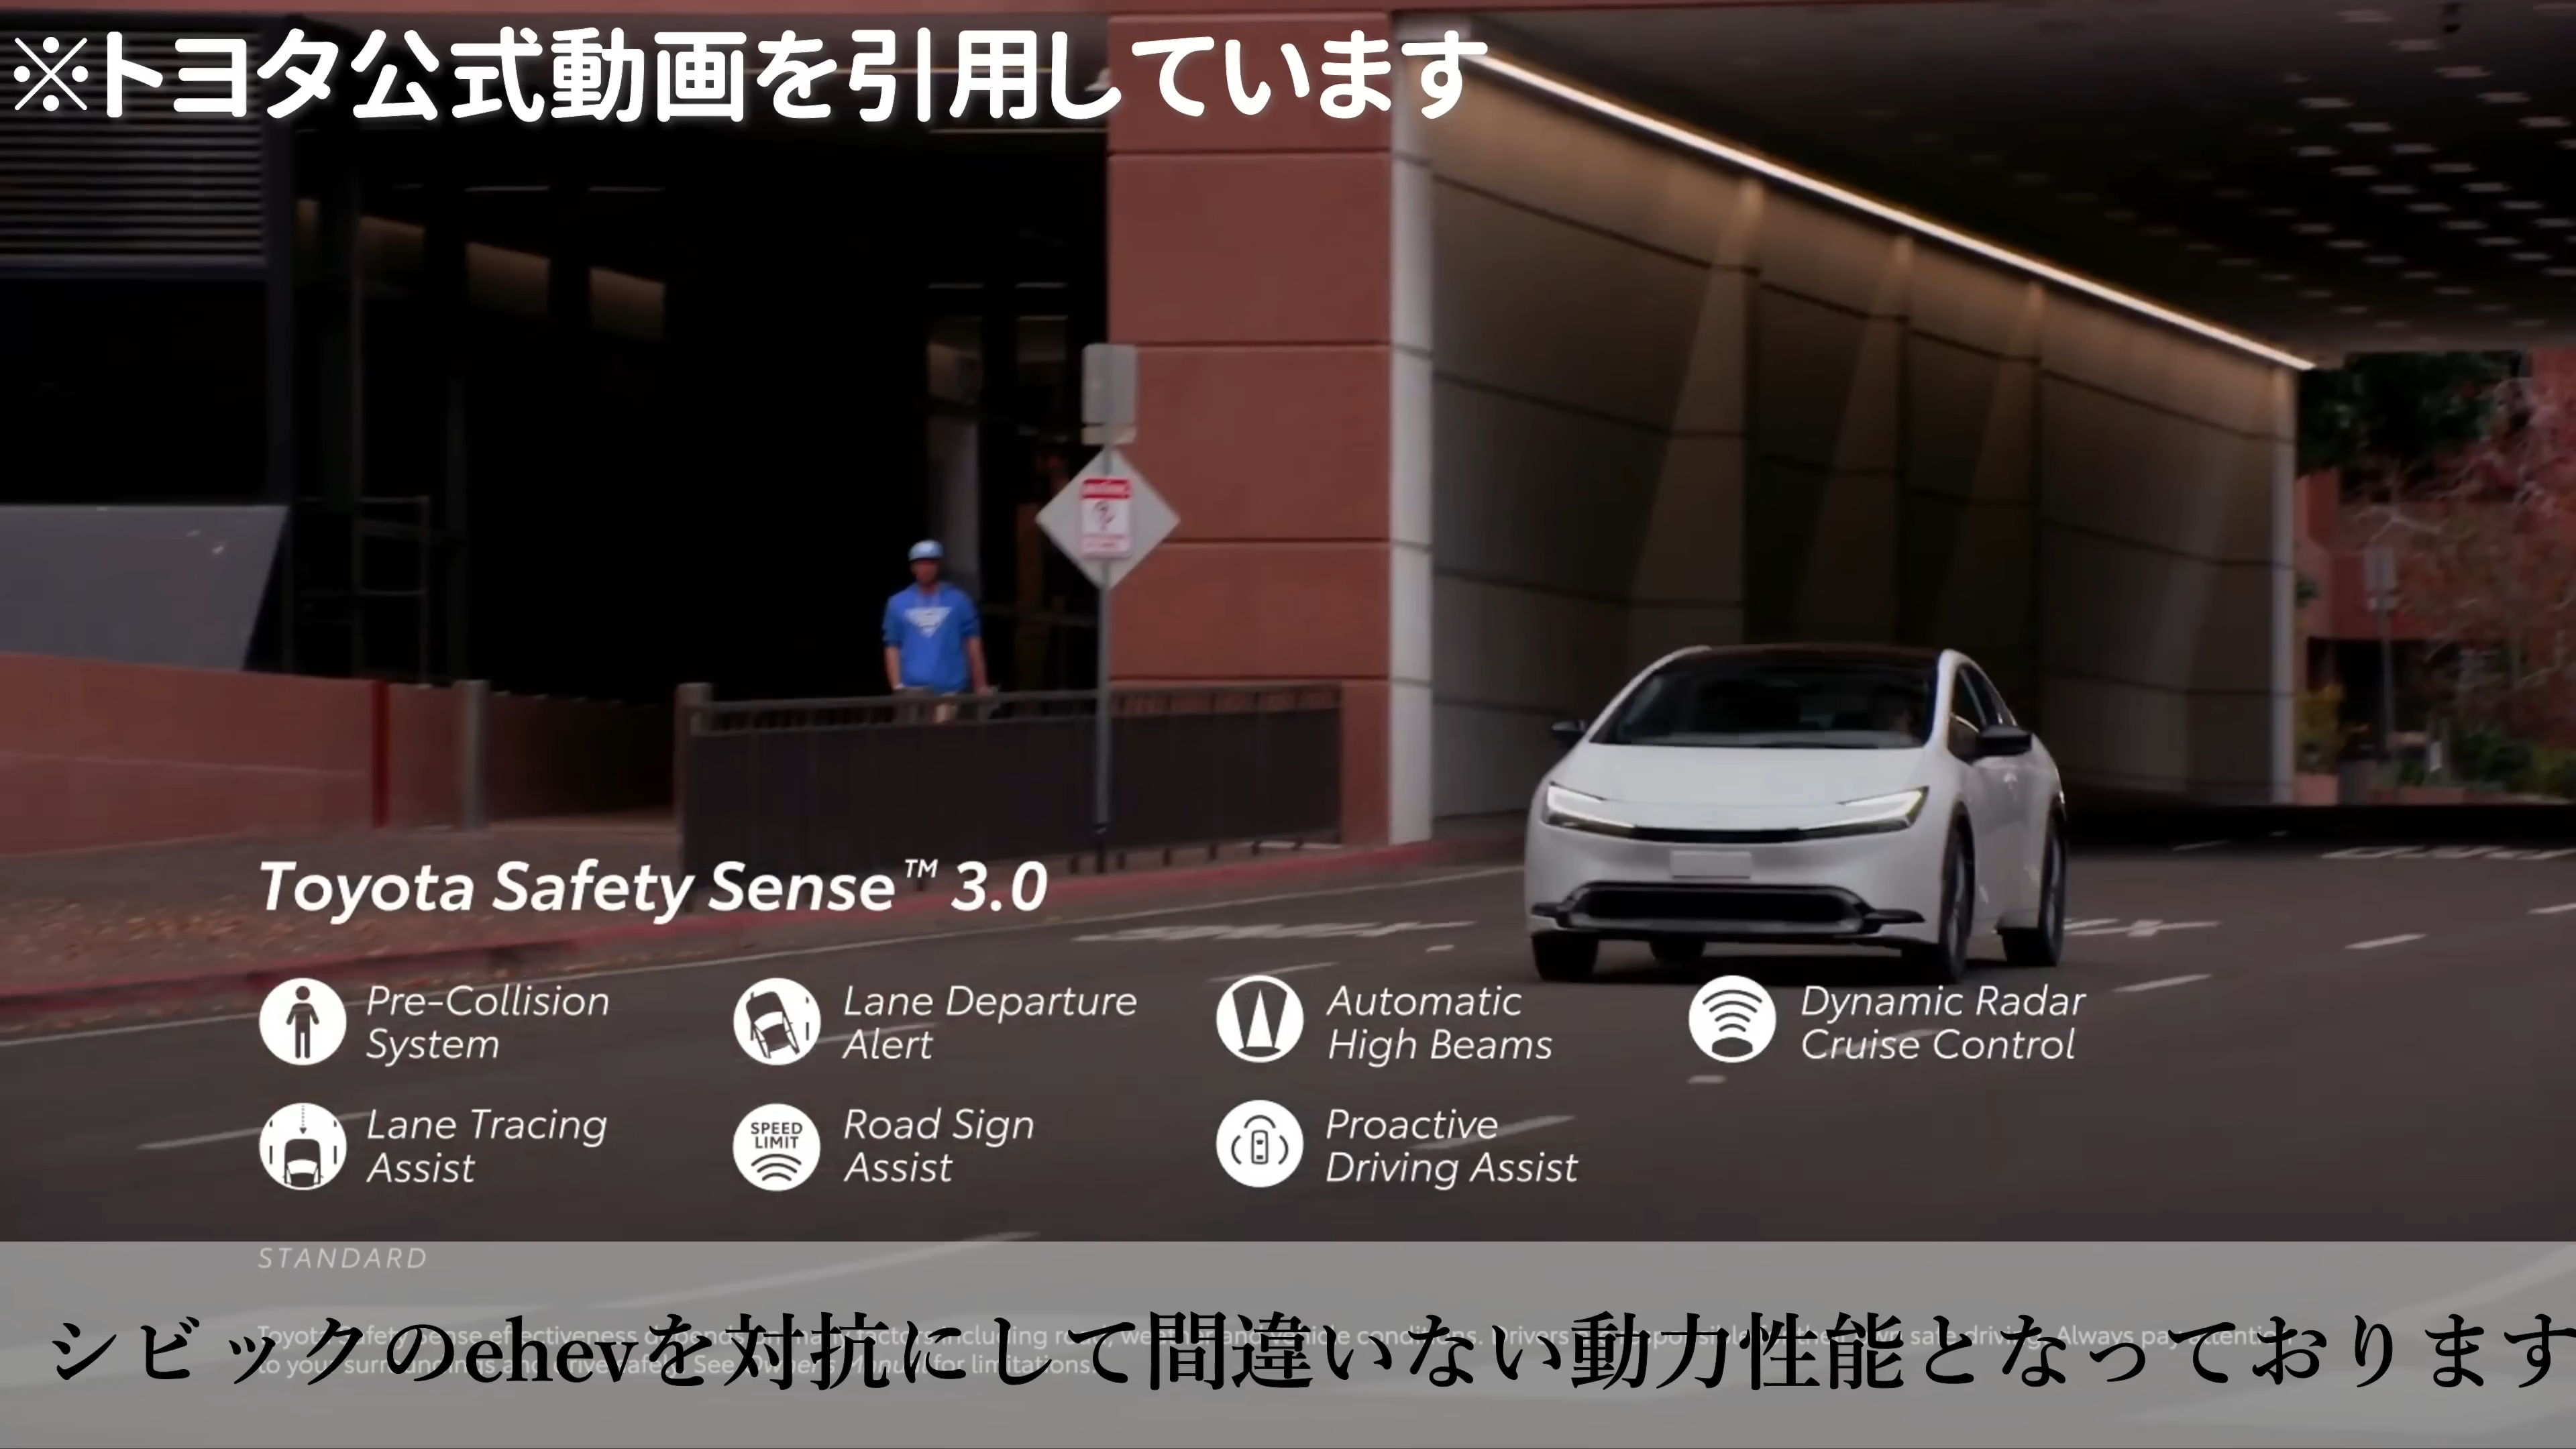 ※トヨタ公式動画を引用しています
Toyota Safety Sense™ 3.0
Pre-Collision
System
Lane Departure
Alert
Automatic
High Beams
Dynamic Radar
Cruise Control
Lane Tracing
Assist
SPEED
LIMIT
Road Sign
Assist
Proactive
Driving Assist
STANDARD
シビックのehevを対抗にして間違いない動力性能となっております